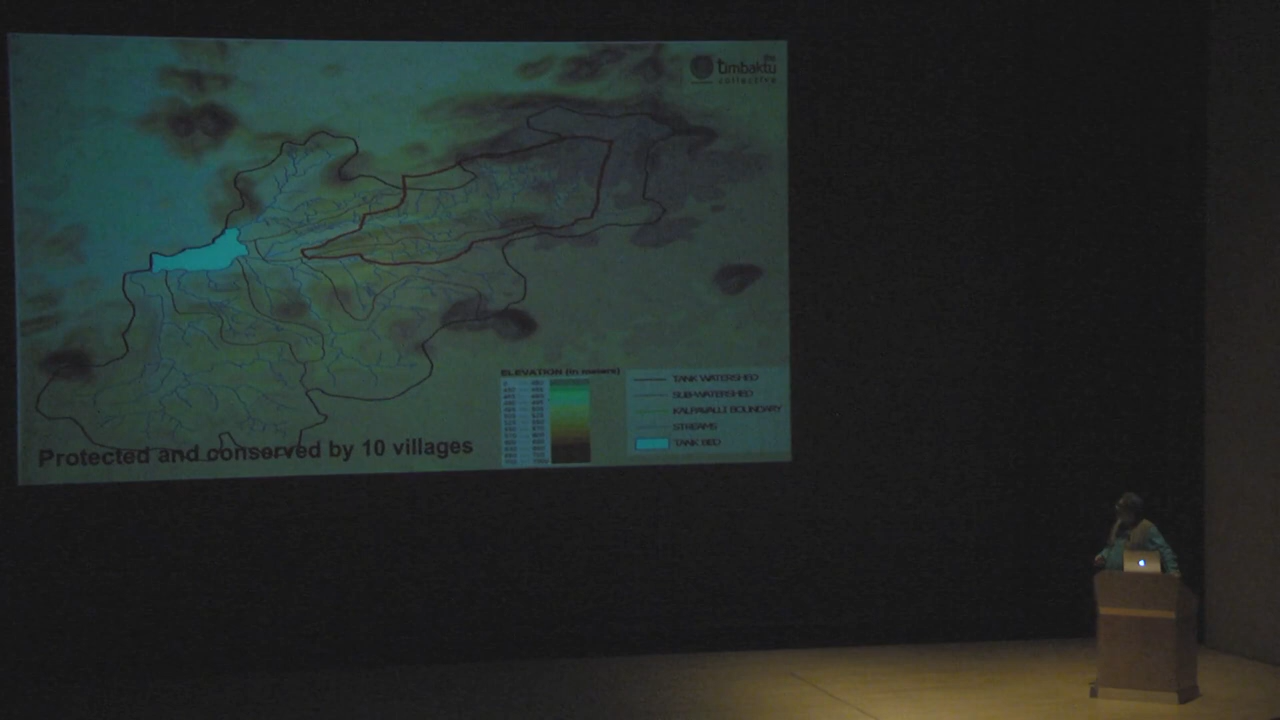 the
timbaktu
collective
ELEVATION (in meters)
TANK WATERSHED
SUB-WATERSHED
KALPAVALLI BOUNDARY
STREAMS
TANK BED
Protected and conserved by 10 villages